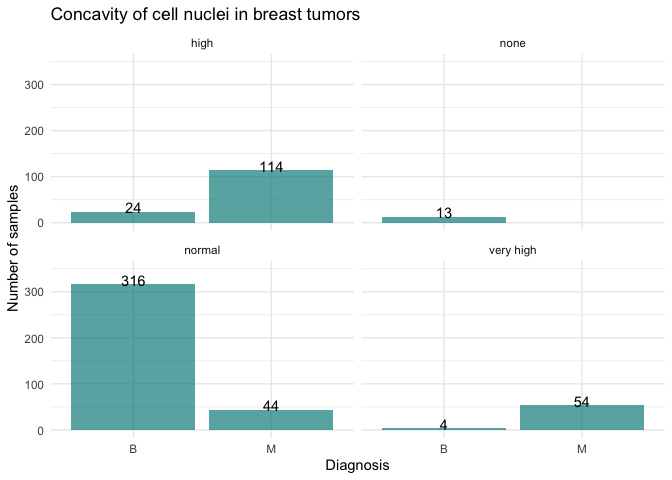 Concavity of cell nuclei in breast tumors
high
none
300
200
100
0
24
114
13
normal
very high
300
200
100
0
316
44
4
54
B
M
B
M
Diagnosis
Number of samples